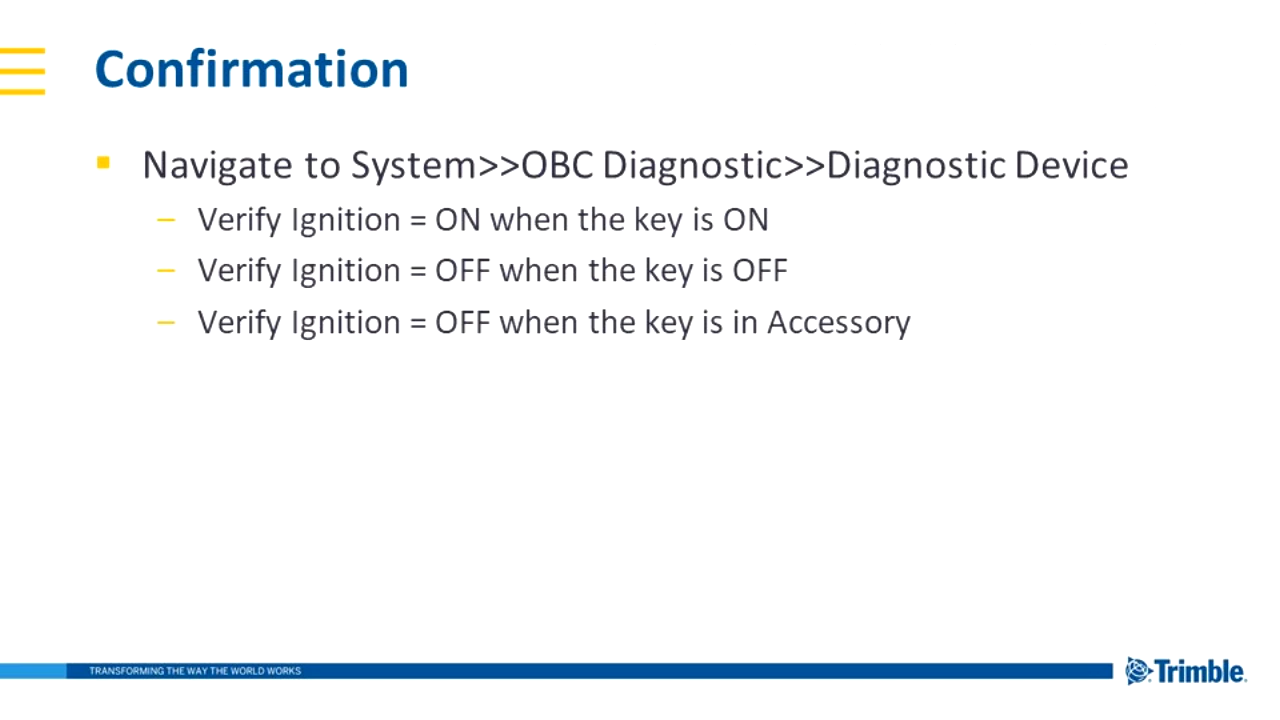 Confirmation
Navigate to System>>OBC Diagnostic>>Diagnostic Device
– Verify Ignition = ON when the key is ON
– Verify Ignition = OFF when the key is OFF
– Verify Ignition = OFF when the key is in Accessory
TRANSFORMING THE WAY THE WORLD WORKS
Trimble